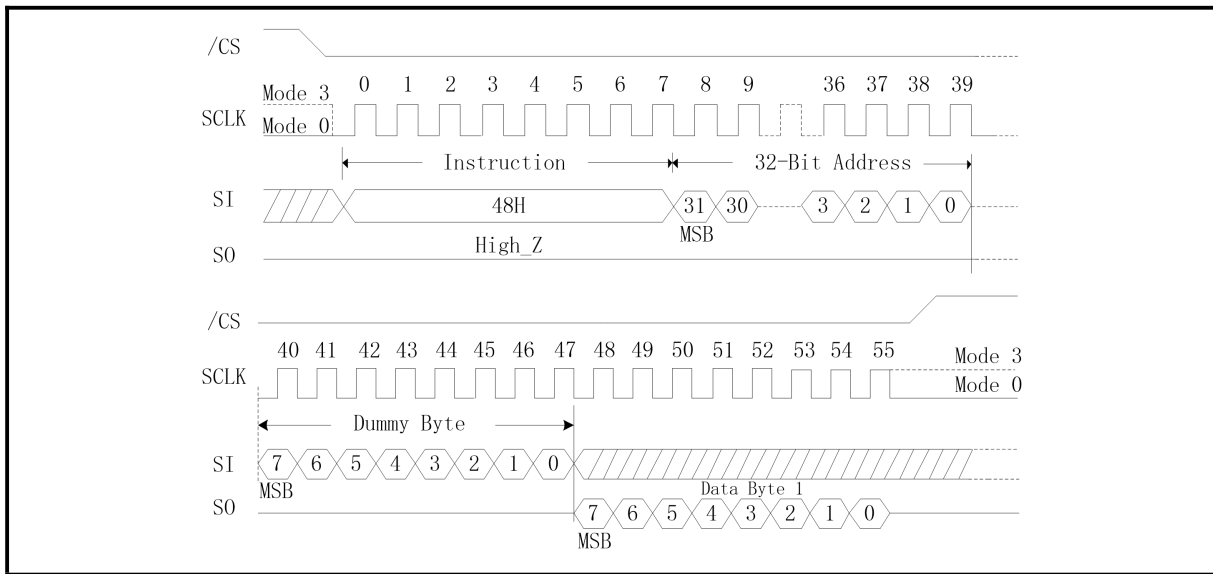 /CS
0 1 2 3 4 5 6 7 8 9 36 37 38 39
Mode 3
SCLK
Mode 0
Instruction 32-Bit Address
SI 48H 31 30 3 2 1 0
MSB
High_Z
SO
/CS
40 41 42 43 44 45 46 47 48 49 50 51 52 53 54 55
Mode 3
SCLK
Mode 0
Dummy Byte
SI 7 6 5 4 3 2 1 0
MSB Data Byte 1
SO 7 6 5 4 3 2 1 0
MSB